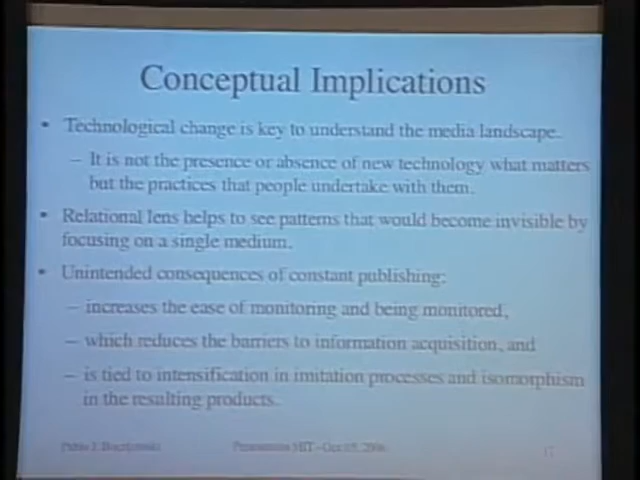 Conceptual Implications
• Technological change is key to understand the media landscape.
– It is not the presence or absence of new technology what matters
but the practices that people undertake with them.
• Relational lens helps to see patterns that would become invisible by
focusing on a single medium.
• Unintended consequences of constant publishing:
– increases the ease of monitoring and being monitored,
– which reduces the barriers to information acquisition, and
– is tied to intensification in imitation processes and isomorphism
in the resulting products.
Pablo J. Boczkowski
MIT - Oct 05, 2006
17